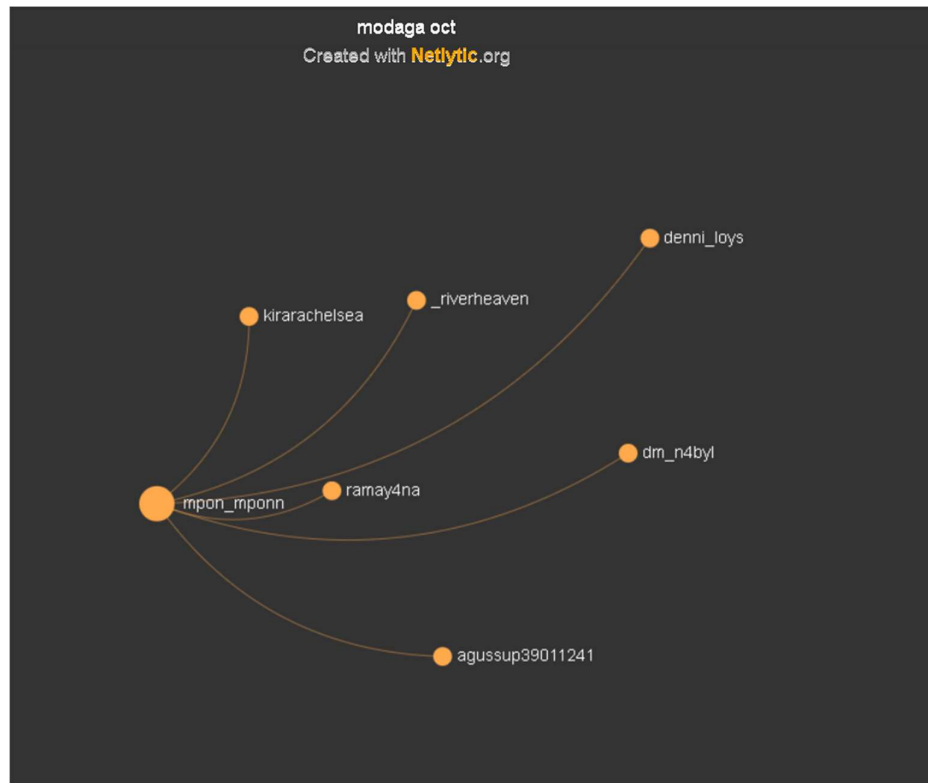 modaga oct
Created with Netlytic.org
denni_loys
_riverheaven
kirarachelsea
dm_n4byl
ramay4na
mpon_mponn
agussup39011241